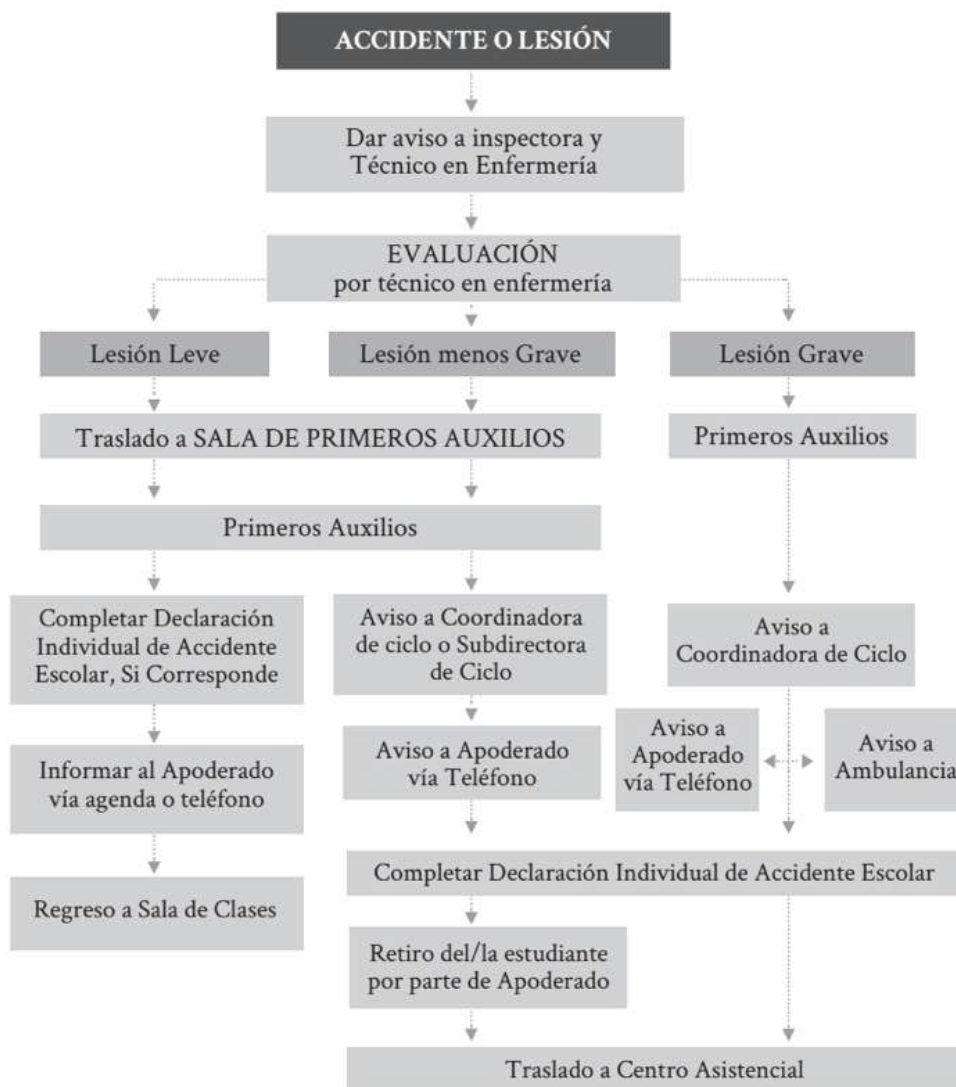 ACCIDENTE O LESIÓN
Dar aviso a inspectora y
Técnico en Enfermería
EVALUACIÓN
por técnico en enfermería
Lesión Leve
Lesión menos Grave
Lesión Grave
Traslado a SALA DE PRIMEROS AUXILIOS
Primeros Auxilios
Primeros Auxilios
Completar Declaración
Individual de Accidente
Escolar, Si Corresponde
Aviso a Coordinadora
de ciclo o Subdirectora
de Ciclo
Aviso a
Coordinadora de Ciclo
Informar al Apoderado
vía agenda o teléfono
Aviso a Apoderado
vía Teléfono
Aviso a
Apoderado
vía Teléfono
Aviso a
Ambulancia
Regreso a Sala de Clases
Completar Declaración Individual de Accidente Escolar
Retiro del/la estudiante
por parte de Apoderado
Traslado a Centro Asistencial